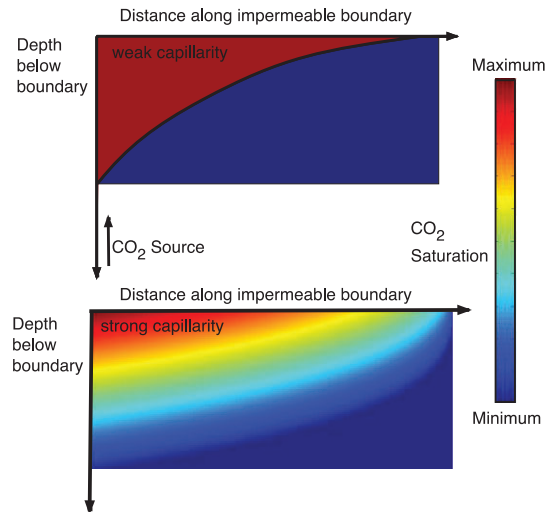 Distance along impermeable boundary
Depth
below
boundary
weak capillarity
Maximum
CO2 Source
CO2
Saturation
Distance along impermeable boundary
Depth
below
boundary
strong capillarity
Minimum